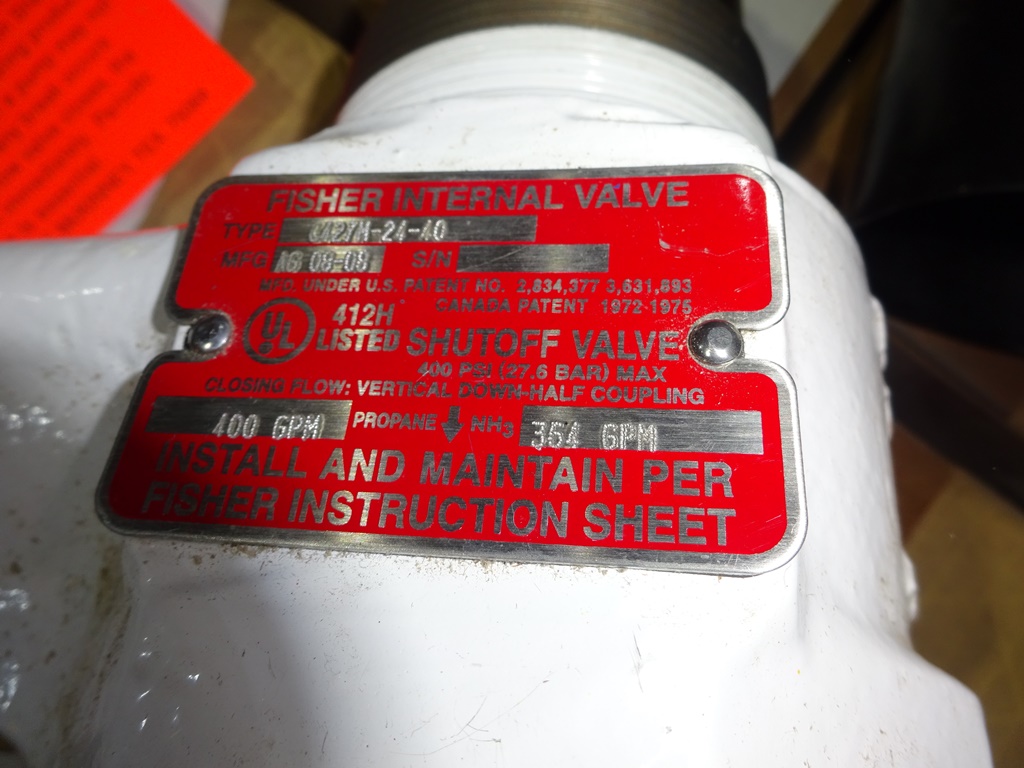 FISHER INTERNAL VALVE
TYPE C427M-24-40
MFG AG 08-08 S/N
MFD. UNDER U.S. PATENT NO. 2,834,377 3,631,893
CANADA PATENT 1972-1975
UL 412H
LISTED SHUTOFF VALVE
400 PSI (27.6 BAR) MAX
CLOSING FLOW: VERTICAL DOWN-HALF COUPLING
400 GPM PROPANE NH3 364 GPM
INSTALL AND MAINTAIN PER
FISHER INSTRUCTION SHEET